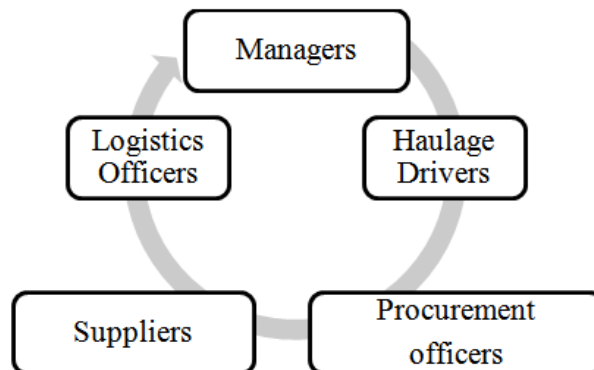 Managers
Haulage
Drivers
Procurement
officers
Suppliers
Logistics
Officers